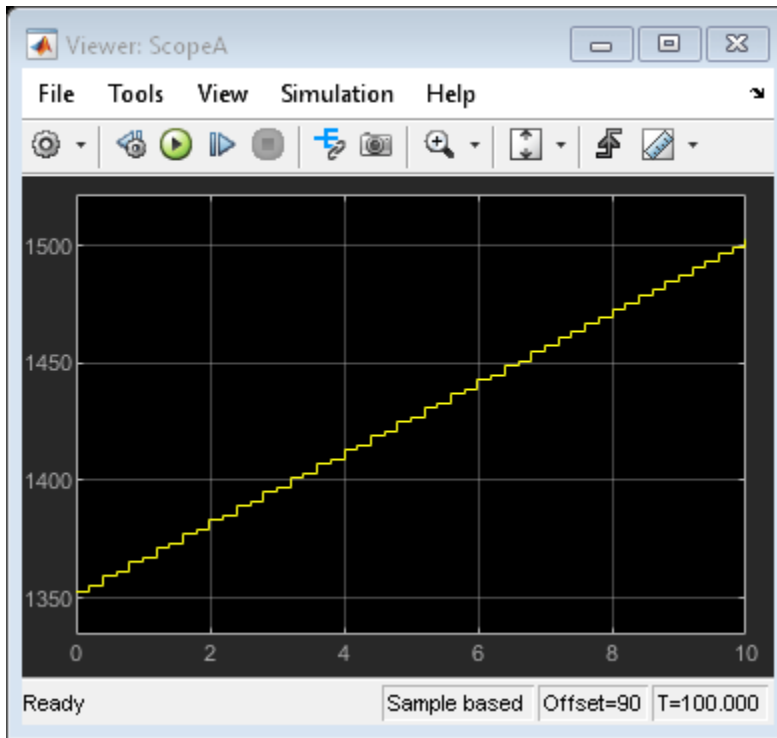 Viewer: ScopeA
File Tools View Simulation Help
1500
1450
1400
1350
0 2 4 6 8 10
Ready Sample based Offset=90 T=100.000